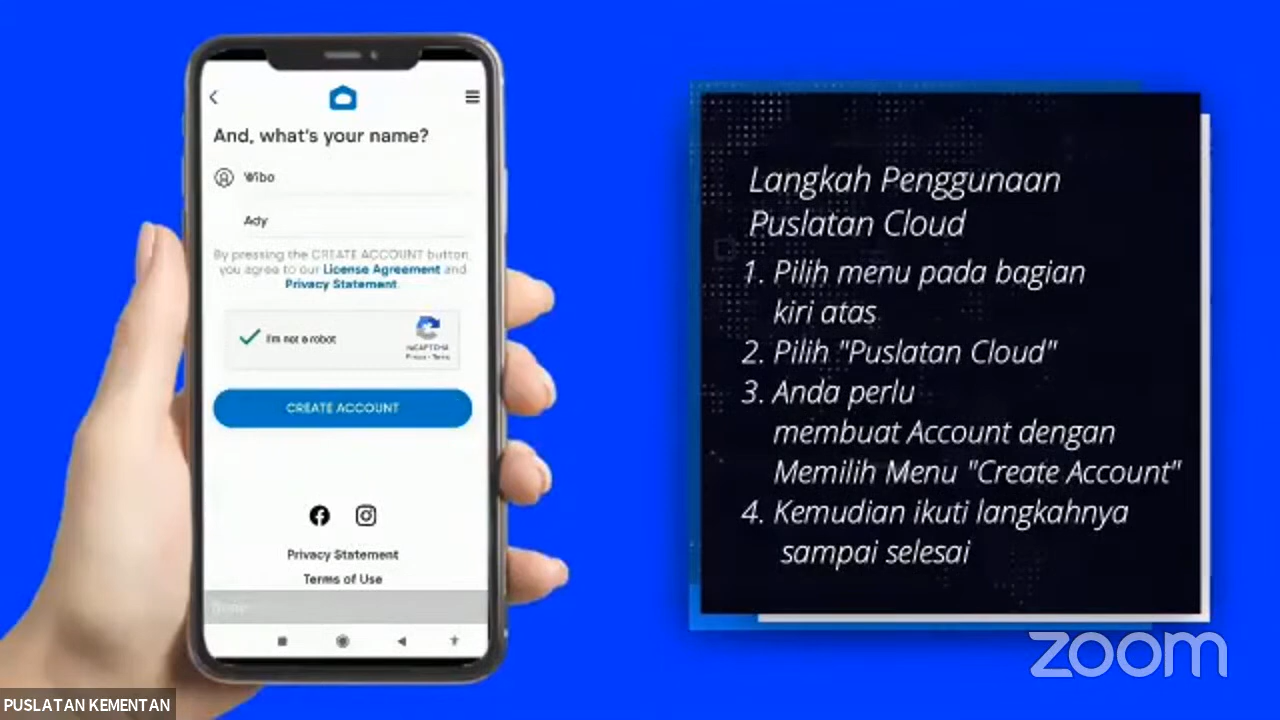 And, what's your name?
Wibo
Ady
By pressing the CREATE ACCOUNT button,
you agree to our License Agreement and
Privacy Statement
I'm not a robot
reCAPTCHA
Privacy - Terms
CREATE ACCOUNT
Privacy Statement
Terms of Use
Langkah Penggunaan
Puslatan Cloud
1. Pilih menu pada bagian
kiri atas
2. Pilih "Puslatan Cloud"
3. Anda perlu
membuat Account dengan
Memilih Menu "Create Account"
4. Kemudian ikuti langkahnya
sampai selesai
zoom
PUSLATAN KEMENTAN